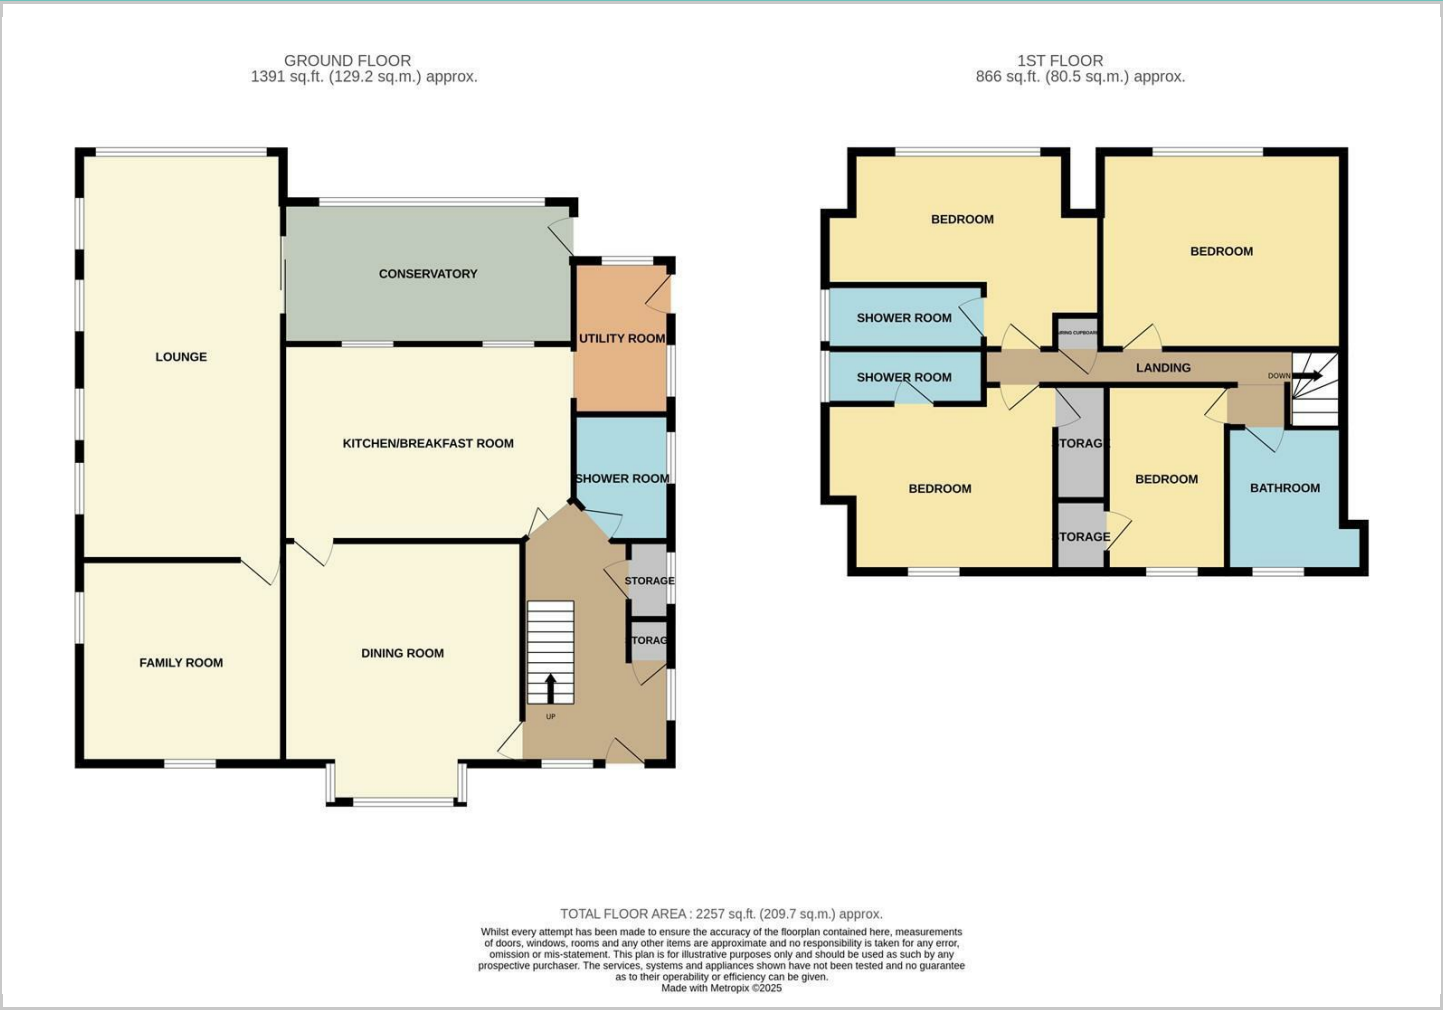 GROUND FLOOR
1391 sq.ft. (129.2 sq.m.) approx.
1ST FLOOR
866 sq.ft. (80.5 sq.m.) approx.
CONSERVATORY
UTILITY ROOM
LOUNGE
KITCHEN/BREAKFAST ROOM
SHOWER ROOM
STORAGE
STORAG
FAMILY ROOM
DINING ROOM
UP
BEDROOM
BEDROOM
SHOWER ROOM
CUPBOARD
SHOWER ROOM
LANDING
DOWN
STORAGE
BEDROOM
BEDROOM
BATHROOM
STORAGE
TOTAL FLOOR AREA : 2257 sq.ft. (209.7 sq.m.) approx.
Whilst every attempt has been made to ensure the accuracy of the floorplan contained here, measurements
of doors, windows, rooms and any other items are approximate and no responsibility is taken for any error,
omission or mis-statement. This plan is for illustrative purposes only and should be used as such by any
prospective purchaser. The services, systems and appliances shown have not been tested and no guarantee
as to their operability or efficiency can be given.
Made with Metropix ©2025